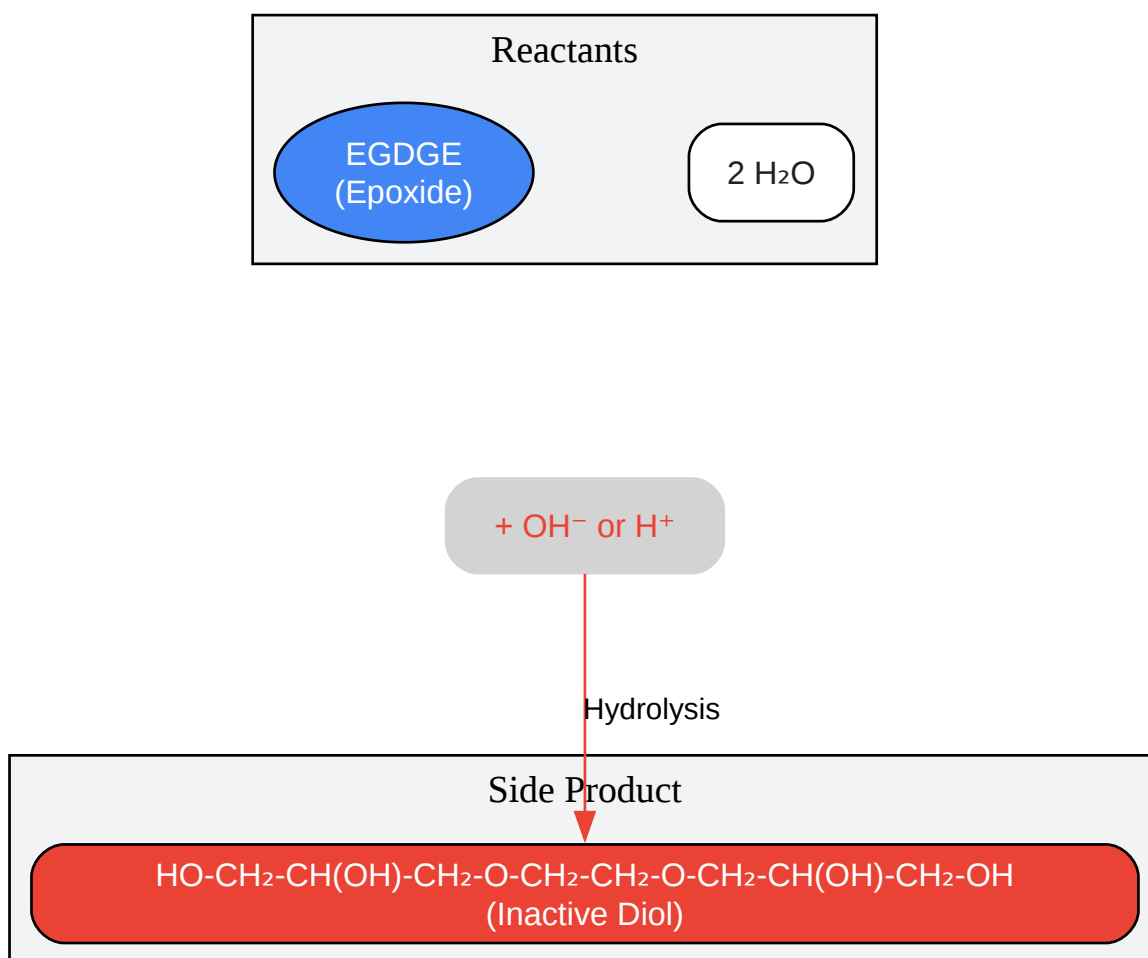 Reactants
EGDGE
(Epoxide)
2 H₂O
+ OH⁻ or H⁺
Hydrolysis
Side Product
HO-CH₂-CH(OH)-CH₂-O-CH₂-CH₂-O-CH₂-CH(OH)-CH₂-OH
(Inactive Diol)